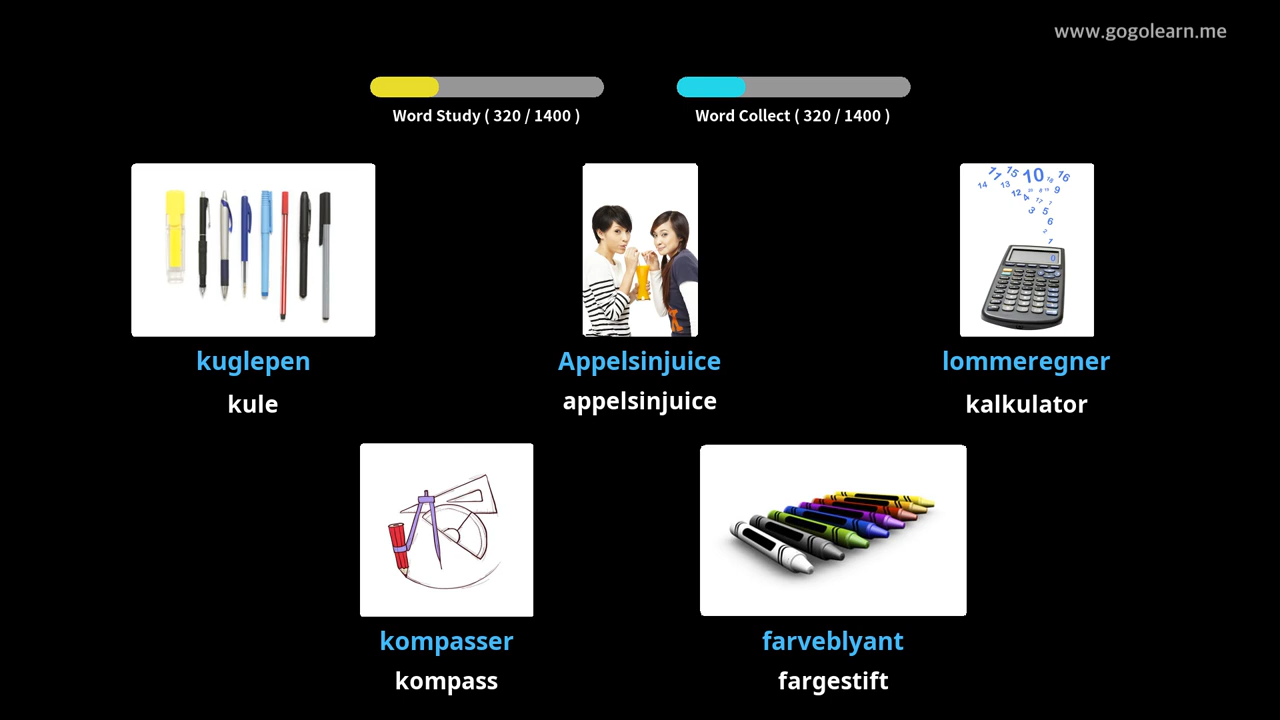 www.gogolearn.me
Word Study ( 320 / 1400 )
Word Collect ( 320 / 1400 )
kuglepen
Appelsinjuice
lommeregner
kule
appelsinjuice
kalkulator
kompasser
farveblyant
kompass
fargestift